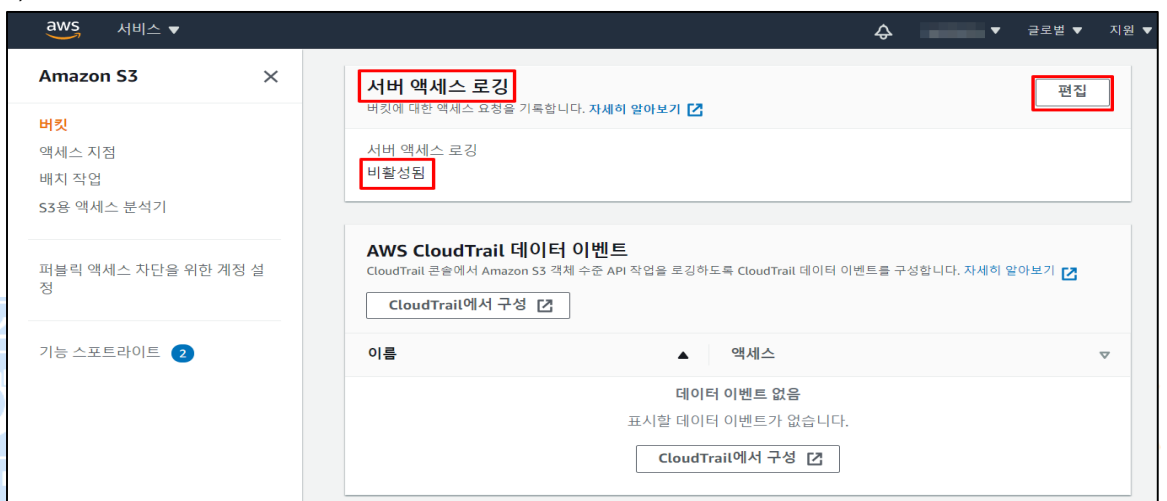 aws 서비스 ▼ 글로벌 ▼ 지원 ▼
Amazon S3
버킷
액세스 지점
배치 작업
S3용 액세스 분석기
퍼블릭 액세스 차단을 위한 계정 설
정
기능 스포트라이트 2
서버 액세스 로깅
편집
버킷에 대한 액세스 요청을 기록합니다. 자세히 알아보기
서버 액세스 로깅
비활성됨
AWS CloudTrail 데이터 이벤트
CloudTrail 콘솔에서 Amazon S3 객체 수준 API 작업을 로깅하도록 CloudTrail 데이터 이벤트를 구성합니다. 자세히 알아보기
CloudTrail에서 구성
이름 ▲ 액세스 ▽
데이터 이벤트 없음
표시할 데이터 이벤트가 없습니다.
CloudTrail에서 구성